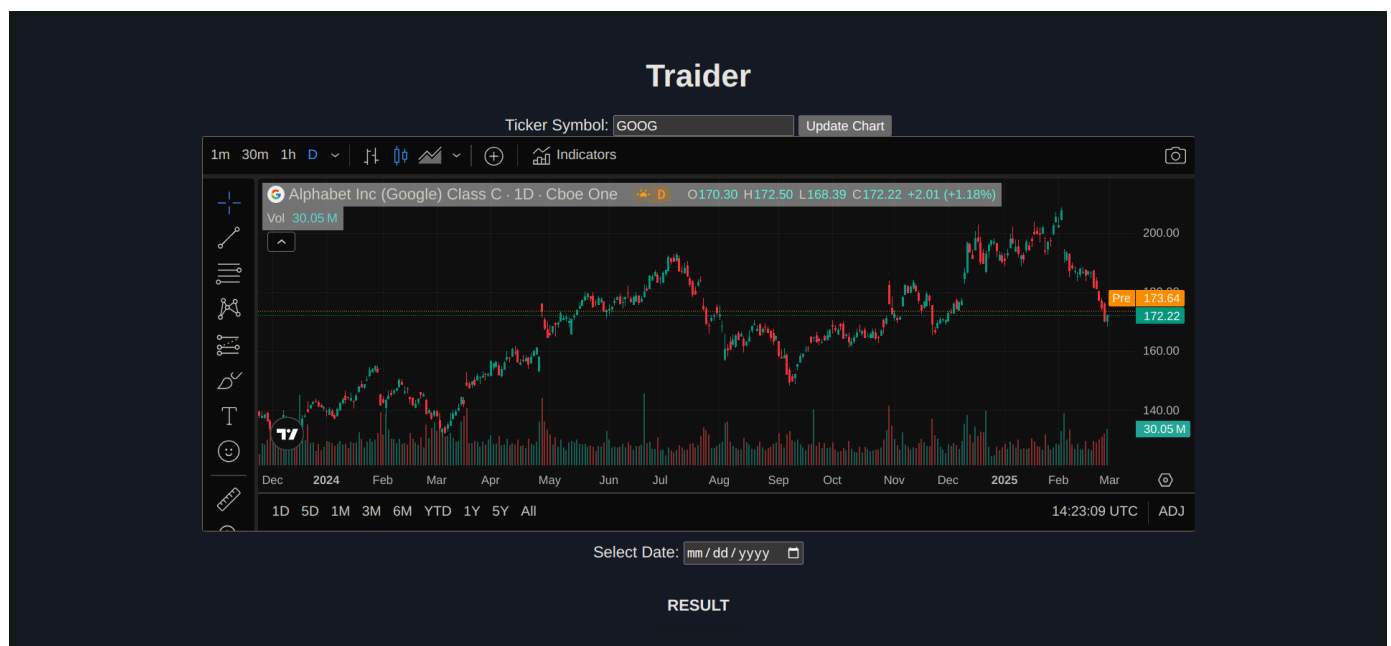 Traider
Ticker Symbol: GOOG Update Chart
1m 30m 1h D Indicators
Alphabet Inc (Google) Class C · 1D · Cboe One D O170.30 H172.50 L168.39 C172.22 +2.01 (+1.18%)
Vol 30.05 M
200.00
Pre 173.64
172.22
160.00
140.00
30.05 M
Dec 2024 Feb Mar Apr May Jun Jul Aug Sep Oct Nov Dec 2025 Feb Mar
1D 5D 1M 3M 6M YTD 1Y 5Y All 14:23:09 UTC ADJ
Select Date: mm/dd/yyyy
RESULT